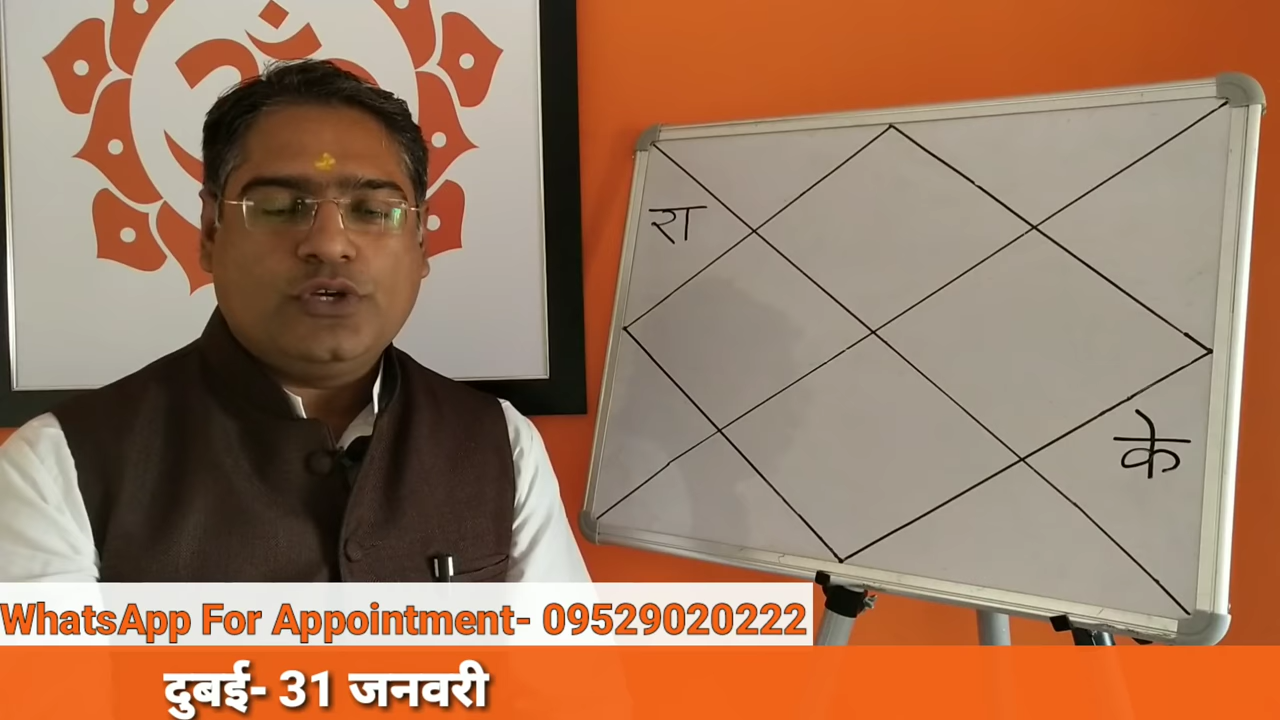 ॐ
रा
के
WhatsApp For Appointment- 09529020222
दुबई- 31 जनवरी